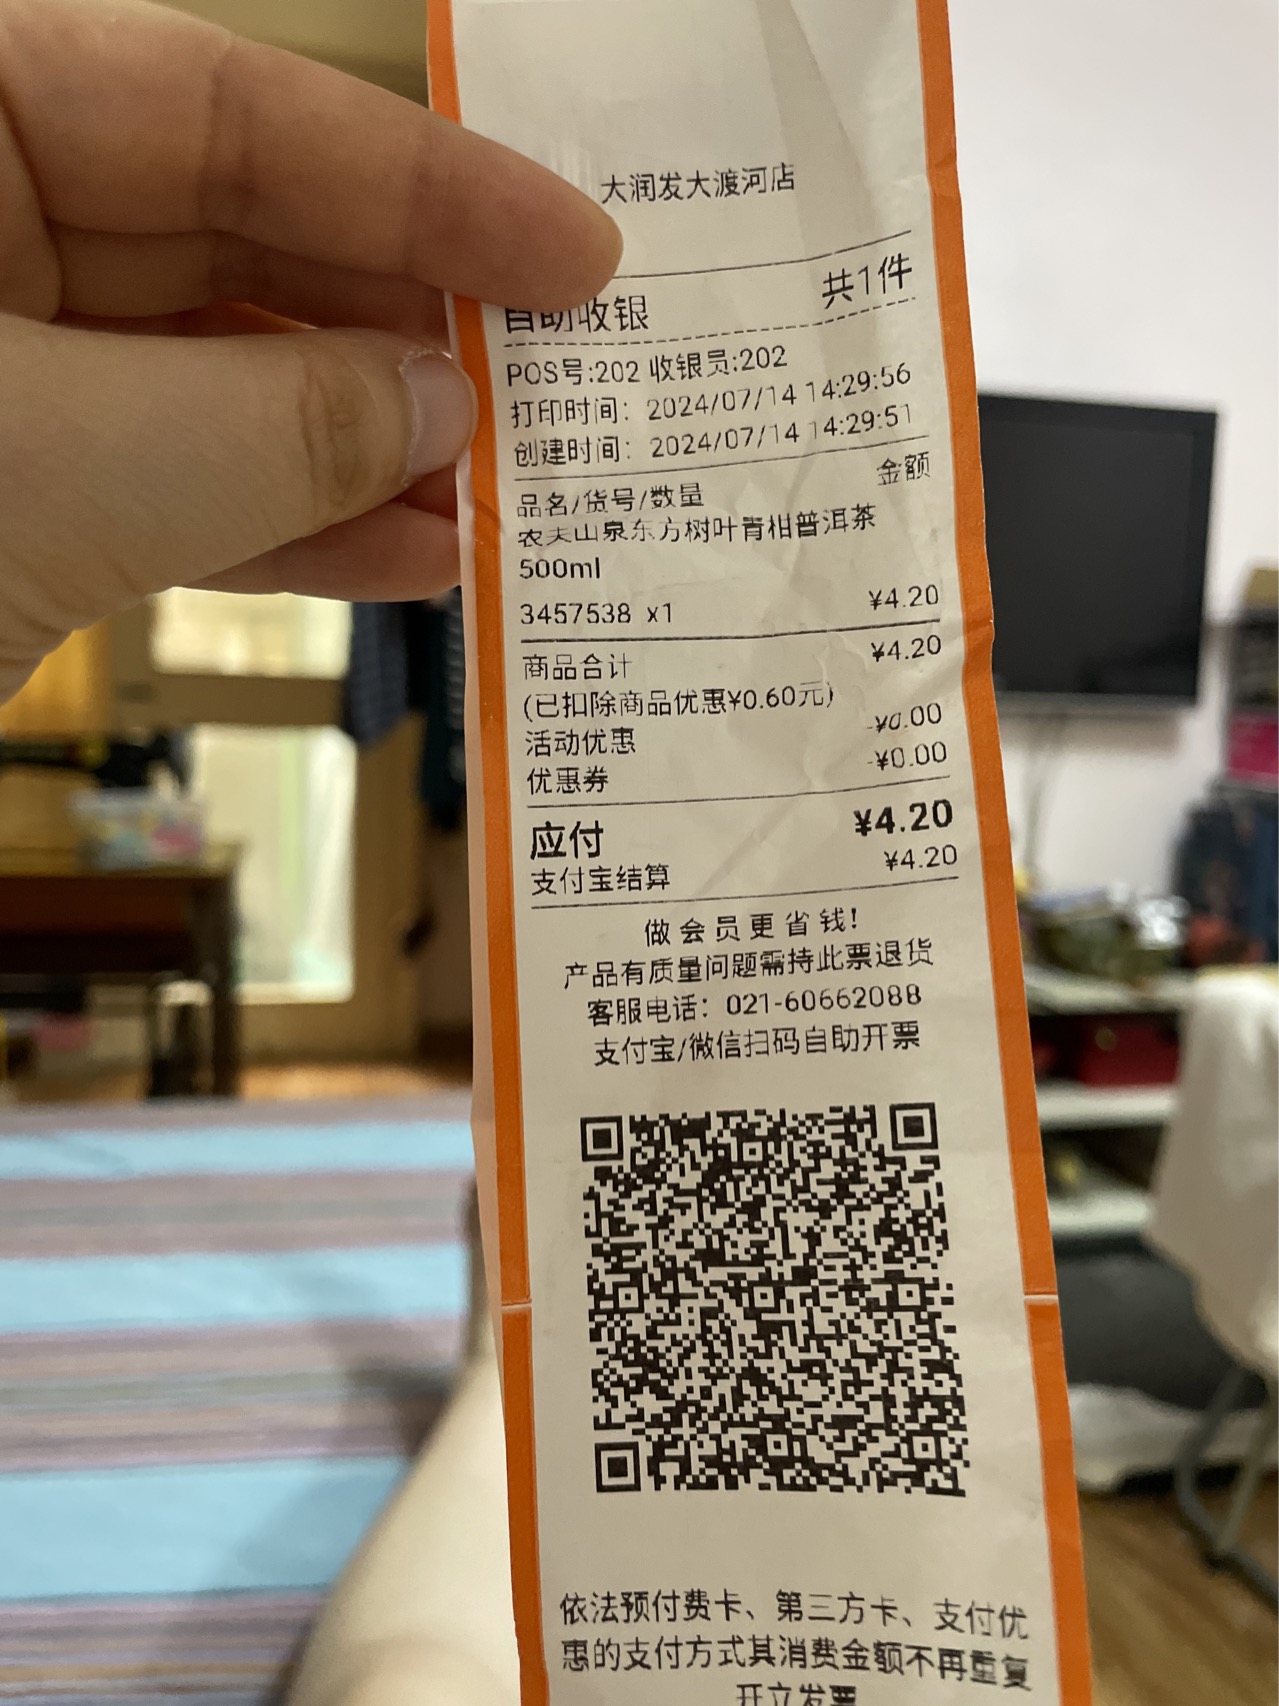 大润发大渡河店
自助收银 共1件
POS号:202 收银员:202
打印时间：2024/07/14 14:29:56
创建时间：2024/07/14 14:29:51
品名/货号/数量 金额
农夫山泉东方树叶青柑普洱茶
500ml
3457538 x1 ¥4.20
商品合计 ¥4.20
(已扣除商品优惠¥0.60元)
活动优惠 -¥0.00
优惠券 -¥0.00
应付 ¥4.20
支付宝结算 ¥4.20
做会员更省钱!
产品有质量问题需持此票退货
客服电话：021-60662088
支付宝/微信扫码自助开票
依法预付费卡、第三方卡、支付优
惠的支付方式其消费金额不再重复
开立发票